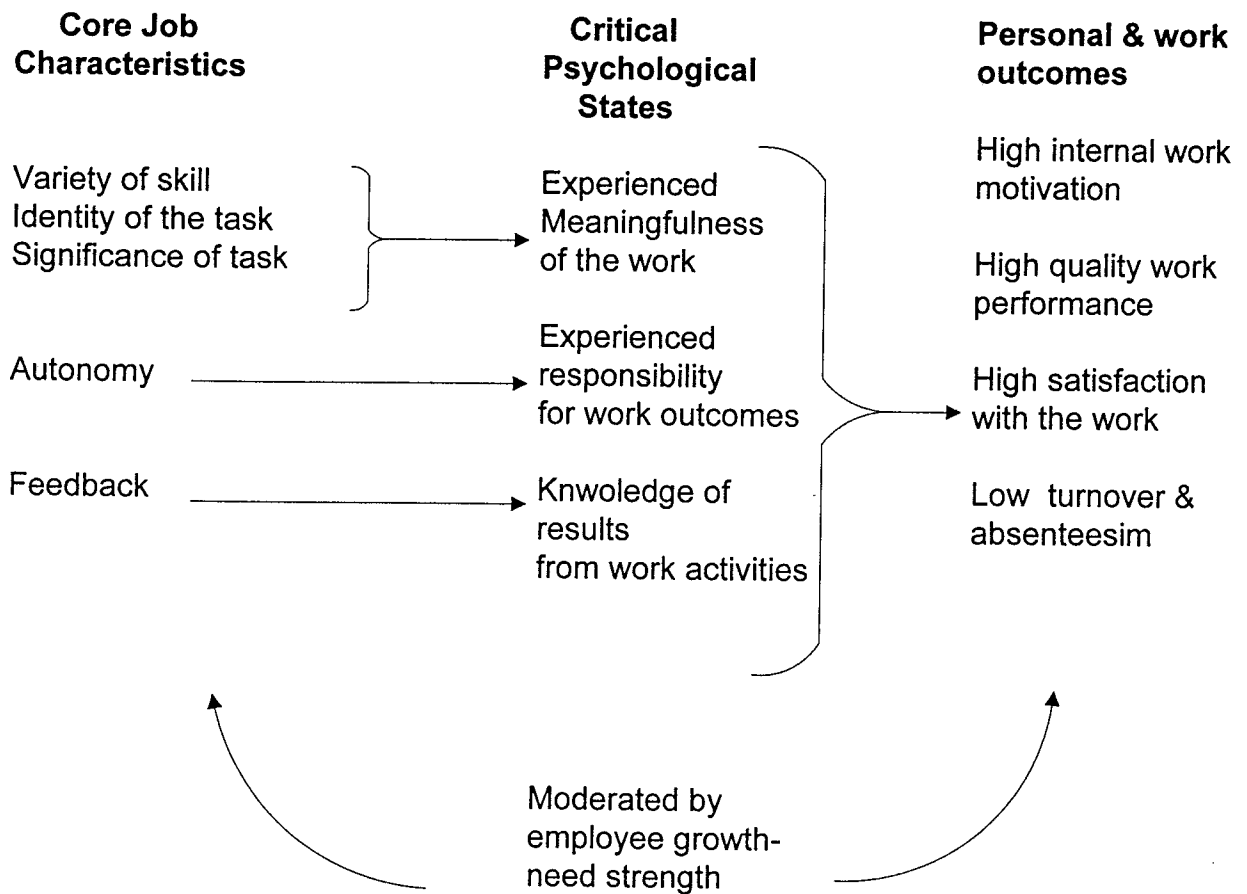 Core Job
Characteristics
Variety of skill
Identity of the task
Significance of task
Autonomy
Feedback
Critical
Psychological
States
Experienced
Meaningfulness
of the work
Experienced
responsibility
for work outcomes
Knwoledge of
results
from work activities
Personal & work
outcomes
High internal work
motivation
High quality work
performance
High satisfaction
with the work
Low turnover &
absenteesim
Moderated by
employee growth-
need strength